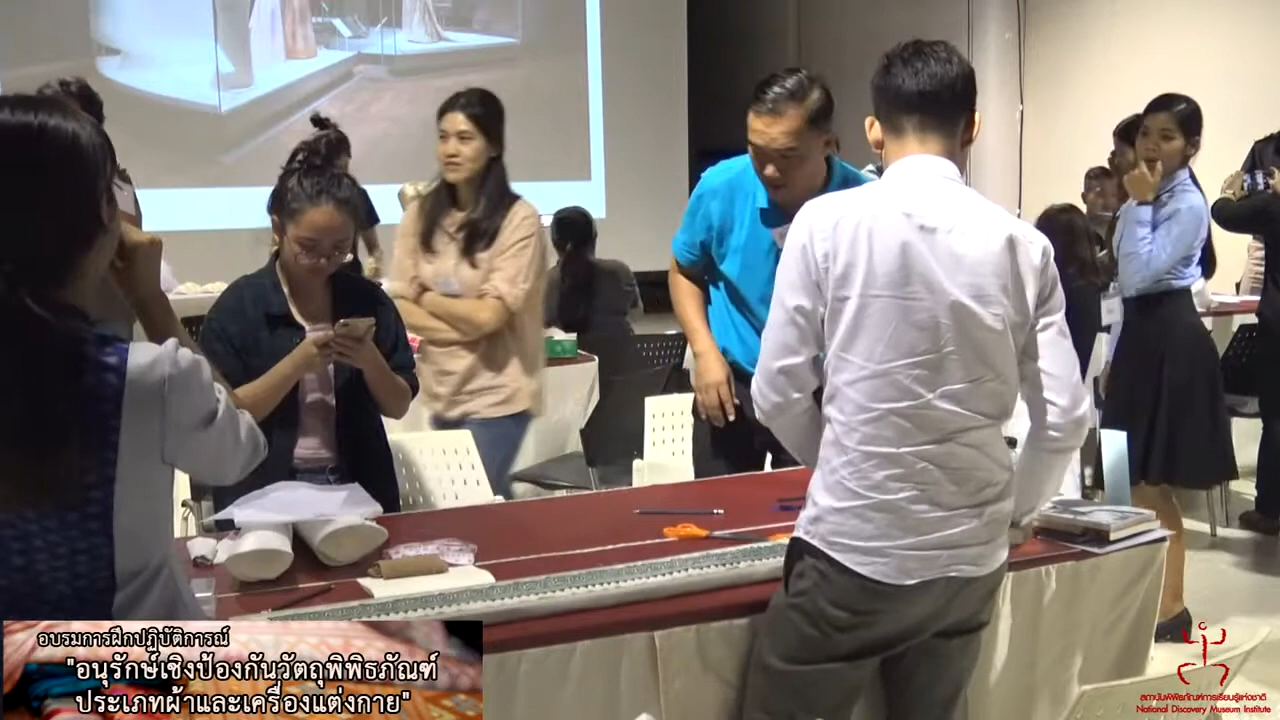 อบรมการฝึกปฏิบัติการณ์
"อนุรักษ์เชิงป้องกันวัตถุพิพิธภัณฑ์
ประเภทผ้าและเครื่องแต่งกาย"
สถาบันพิพิธภัณฑ์การเรียนรู้แห่งชาติ
National Discovery Museum Institute